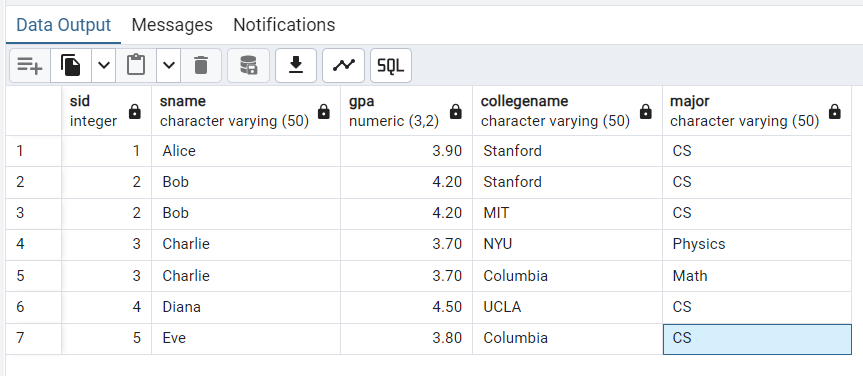 Data Output Messages Notifications
SQL
sid sname gpa collegename major
integer character varying (50) numeric (3,2) character varying (50) character varying (50)
1 1 Alice 3.90 Stanford CS
2 2 Bob 4.20 Stanford CS
3 2 Bob 4.20 MIT CS
4 3 Charlie 3.70 NYU Physics
5 3 Charlie 3.70 Columbia Math
6 4 Diana 4.50 UCLA CS
7 5 Eve 3.80 Columbia CS